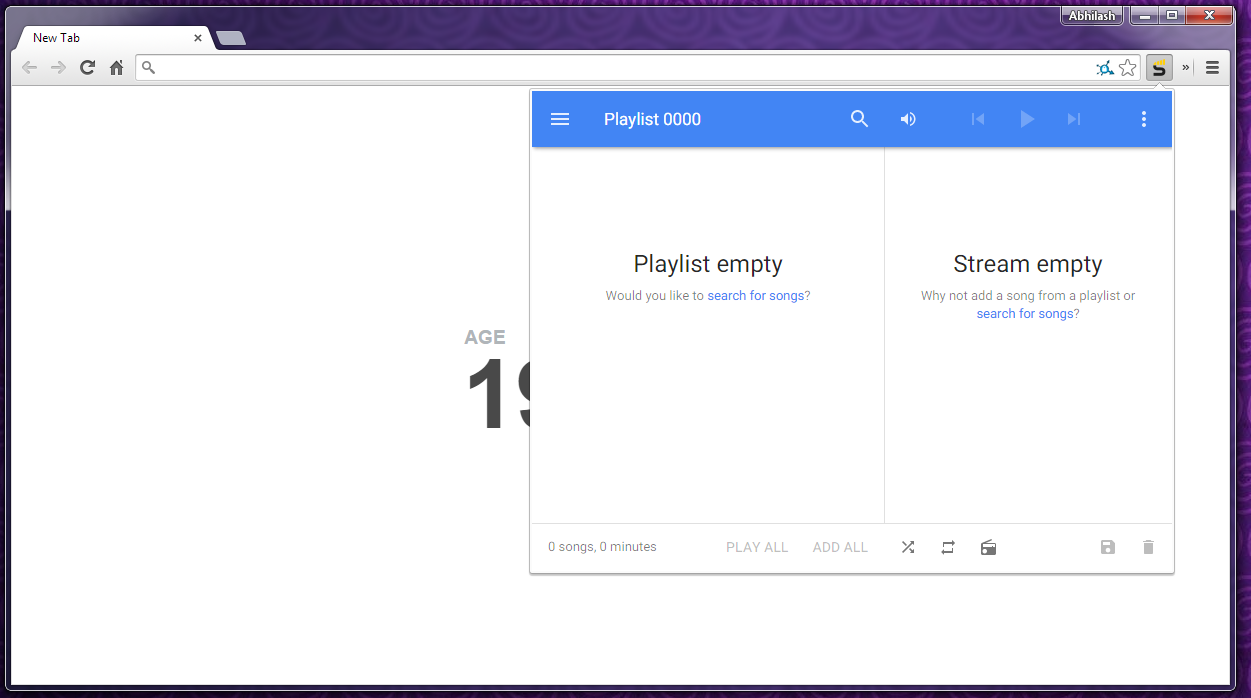 Abhilash
New Tab
Playlist 0000
Playlist empty
Would you like to search for songs?
Stream empty
Why not add a song from a playlist or
search for songs?
AGE
19
0 songs, 0 minutes
PLAY ALL
ADD ALL